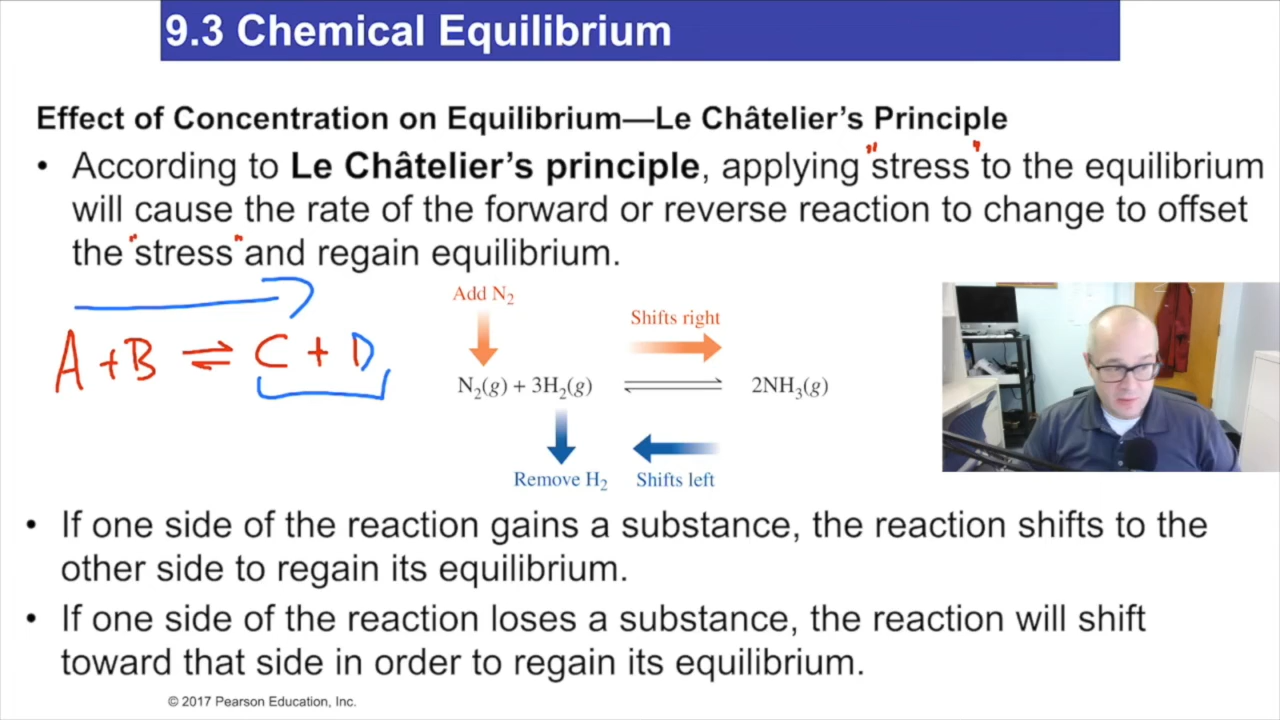 9.3 Chemical Equilibrium
Effect of Concentration on Equilibrium—Le Châtelier's Principle
• According to Le Châtelier's principle, applying "stress" to the equilibrium
will cause the rate of the forward or reverse reaction to change to offset
the "stress" and regain equilibrium.
A + B ⇌ C + D
Add N₂
Shifts right
N₂(g) + 3H₂(g) ⇌ 2NH₃(g)
Remove H₂ Shifts left
• If one side of the reaction gains a substance, the reaction shifts to the
other side to regain its equilibrium.
• If one side of the reaction loses a substance, the reaction will shift
toward that side in order to regain its equilibrium.
© 2017 Pearson Education, Inc.